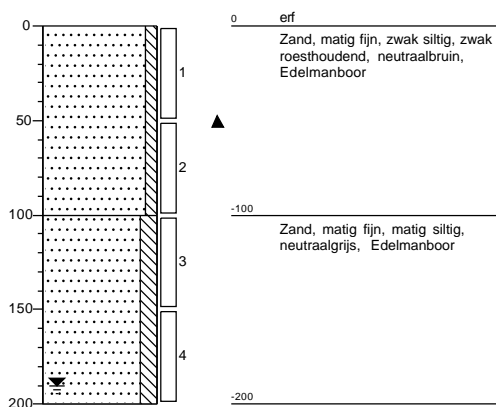 0
50
100
150
200
1
2
3
4
0 erf
Zand, matig fijn, zwak siltig, zwak
roesthoudend, neutraalbruin,
Edelmanboor
-100
Zand, matig fijn, matig siltig,
neutraalgrijs, Edelmanboor
-200